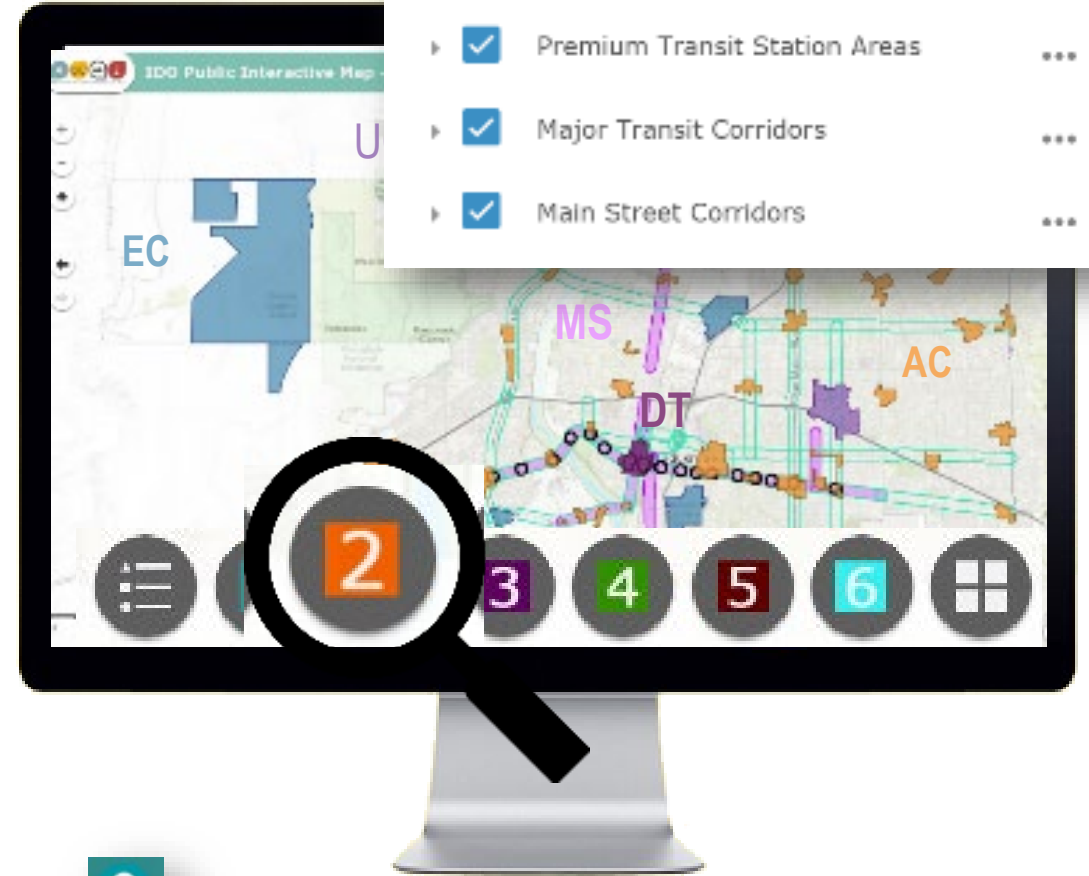 Premium Transit Station Areas
IDO Public Interactive Map -
Major Transit Corridors
Main Street Corridors
U
EC
MS
AC
DT
2
3
4
5
6